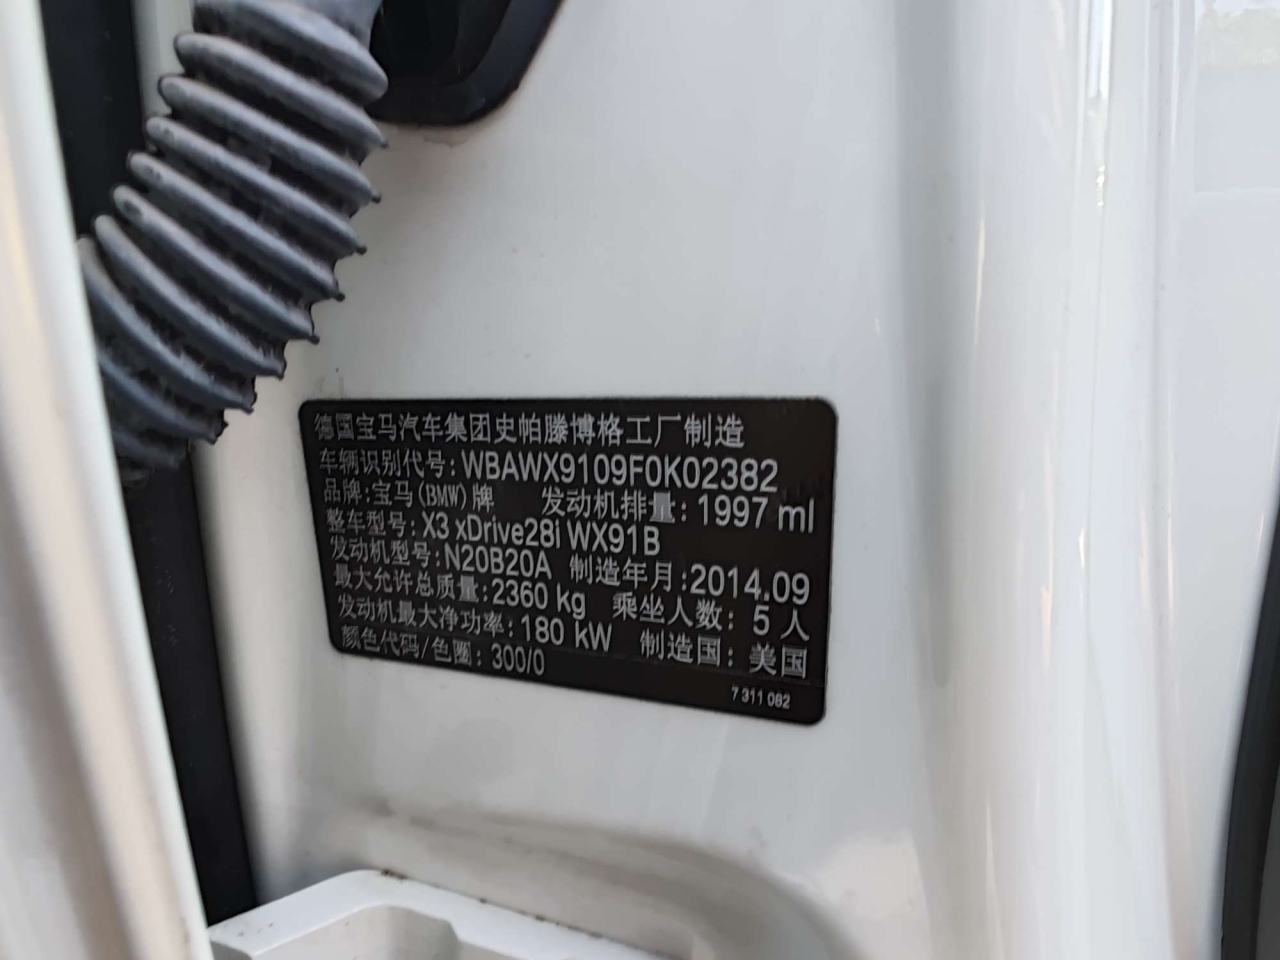 德国宝马汽车集团史帕滕博格工厂制造
车辆识别代号: WBAWX9109F0K02382
品牌: 宝马(BMW)牌 发动机排量: 1997 ml
整车型号: X3 xDrive28i WX91B
发动机型号: N20B20A 制造年月: 2014.09
最大允许总质量: 2360 kg 乘坐人数: 5 人
发动机最大净功率: 180 kW 制造国: 美国
颜色代码/色圈: 300/0
7 311 082